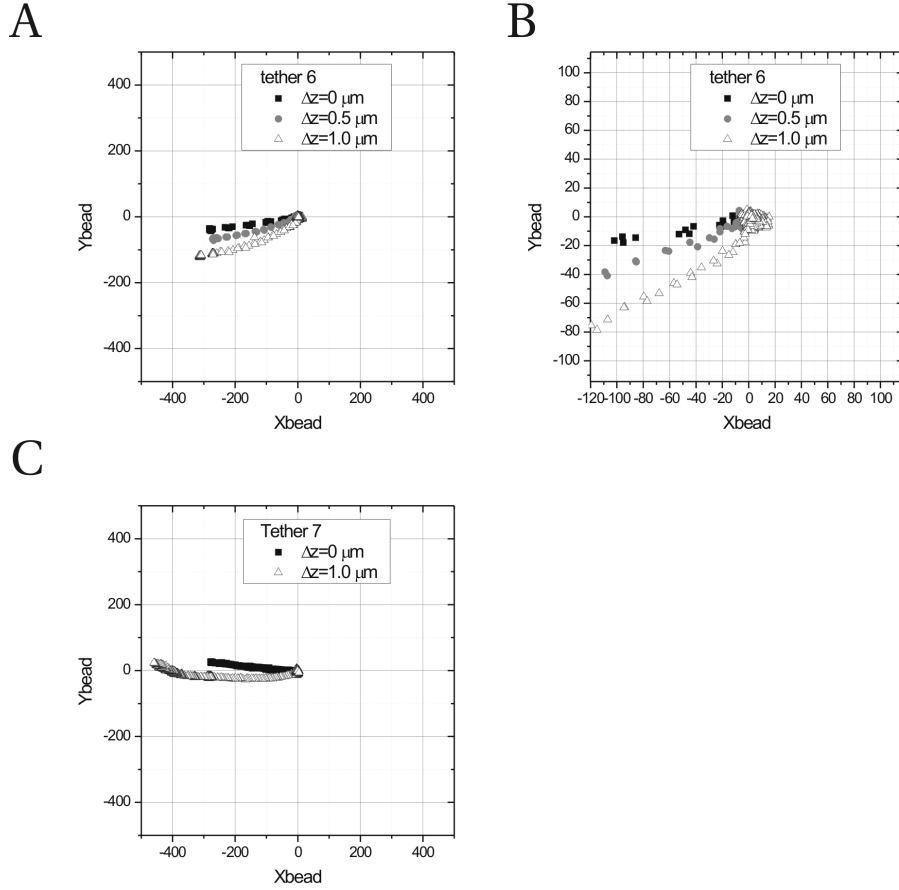 A
tether 6
Δz=0 μm
Δz=0.5 μm
Δz=1.0 μm
400
200
0
-200
-400
Ybead
-400 -200 0 200 400
Xbead
B
tether 6
Δz=0 μm
Δz=0.5 μm
Δz=1.0 μm
100
80
60
40
20
0
-20
-40
-60
-80
-100
Ybead
-120 -100 -80 -60 -40 -20 0 20 40 60 80 100
Xbead
C
Tether 7
Δz=0 μm
Δz=1.0 μm
400
200
0
-200
-400
Ybead
-400 -200 0 200 400
Xbead